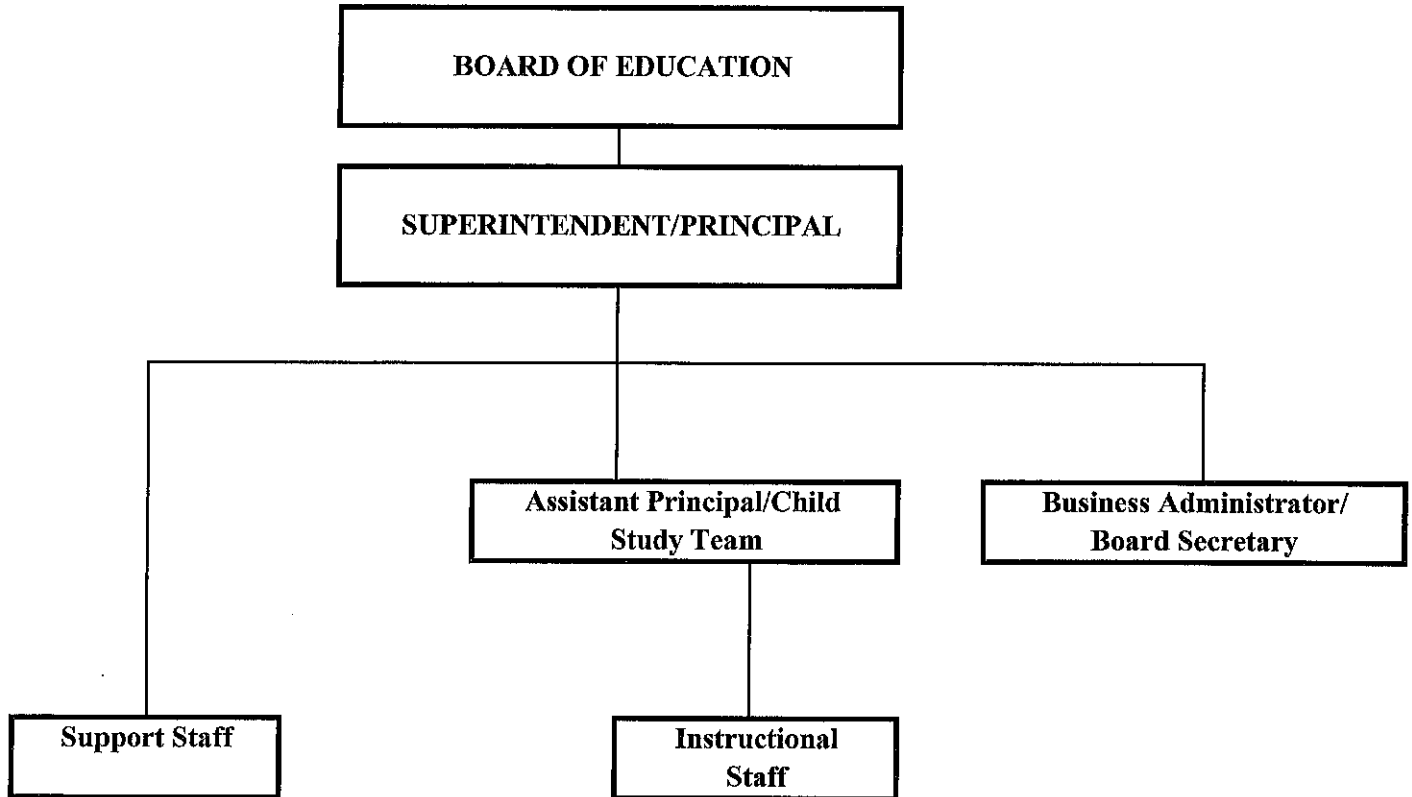 BOARD OF EDUCATION
SUPERINTENDENT/PRINCIPAL
Assistant Principal/Child
Study Team
Business Administrator/
Board Secretary
Support Staff
Instructional
Staff